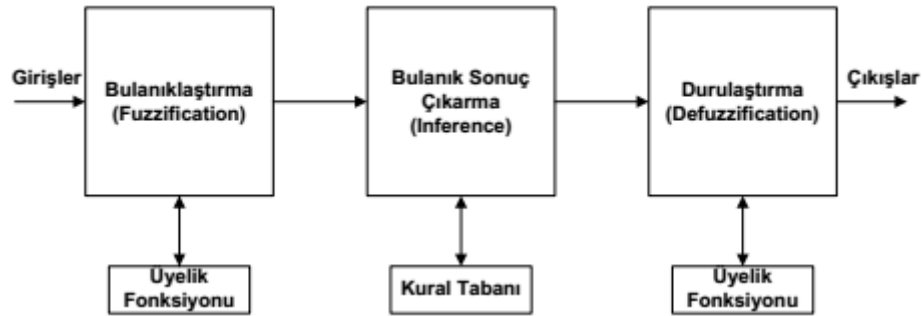 Girişler
Bulanıklaştırma
(Fuzzification)
Bulanık Sonuç
Çıkarma
(Inference)
Durulaştırma
(Defuzzification)
Çıkışlar
Üyelik
Fonksiyonu
Kural Tabanı
Üyelik
Fonksiyonu